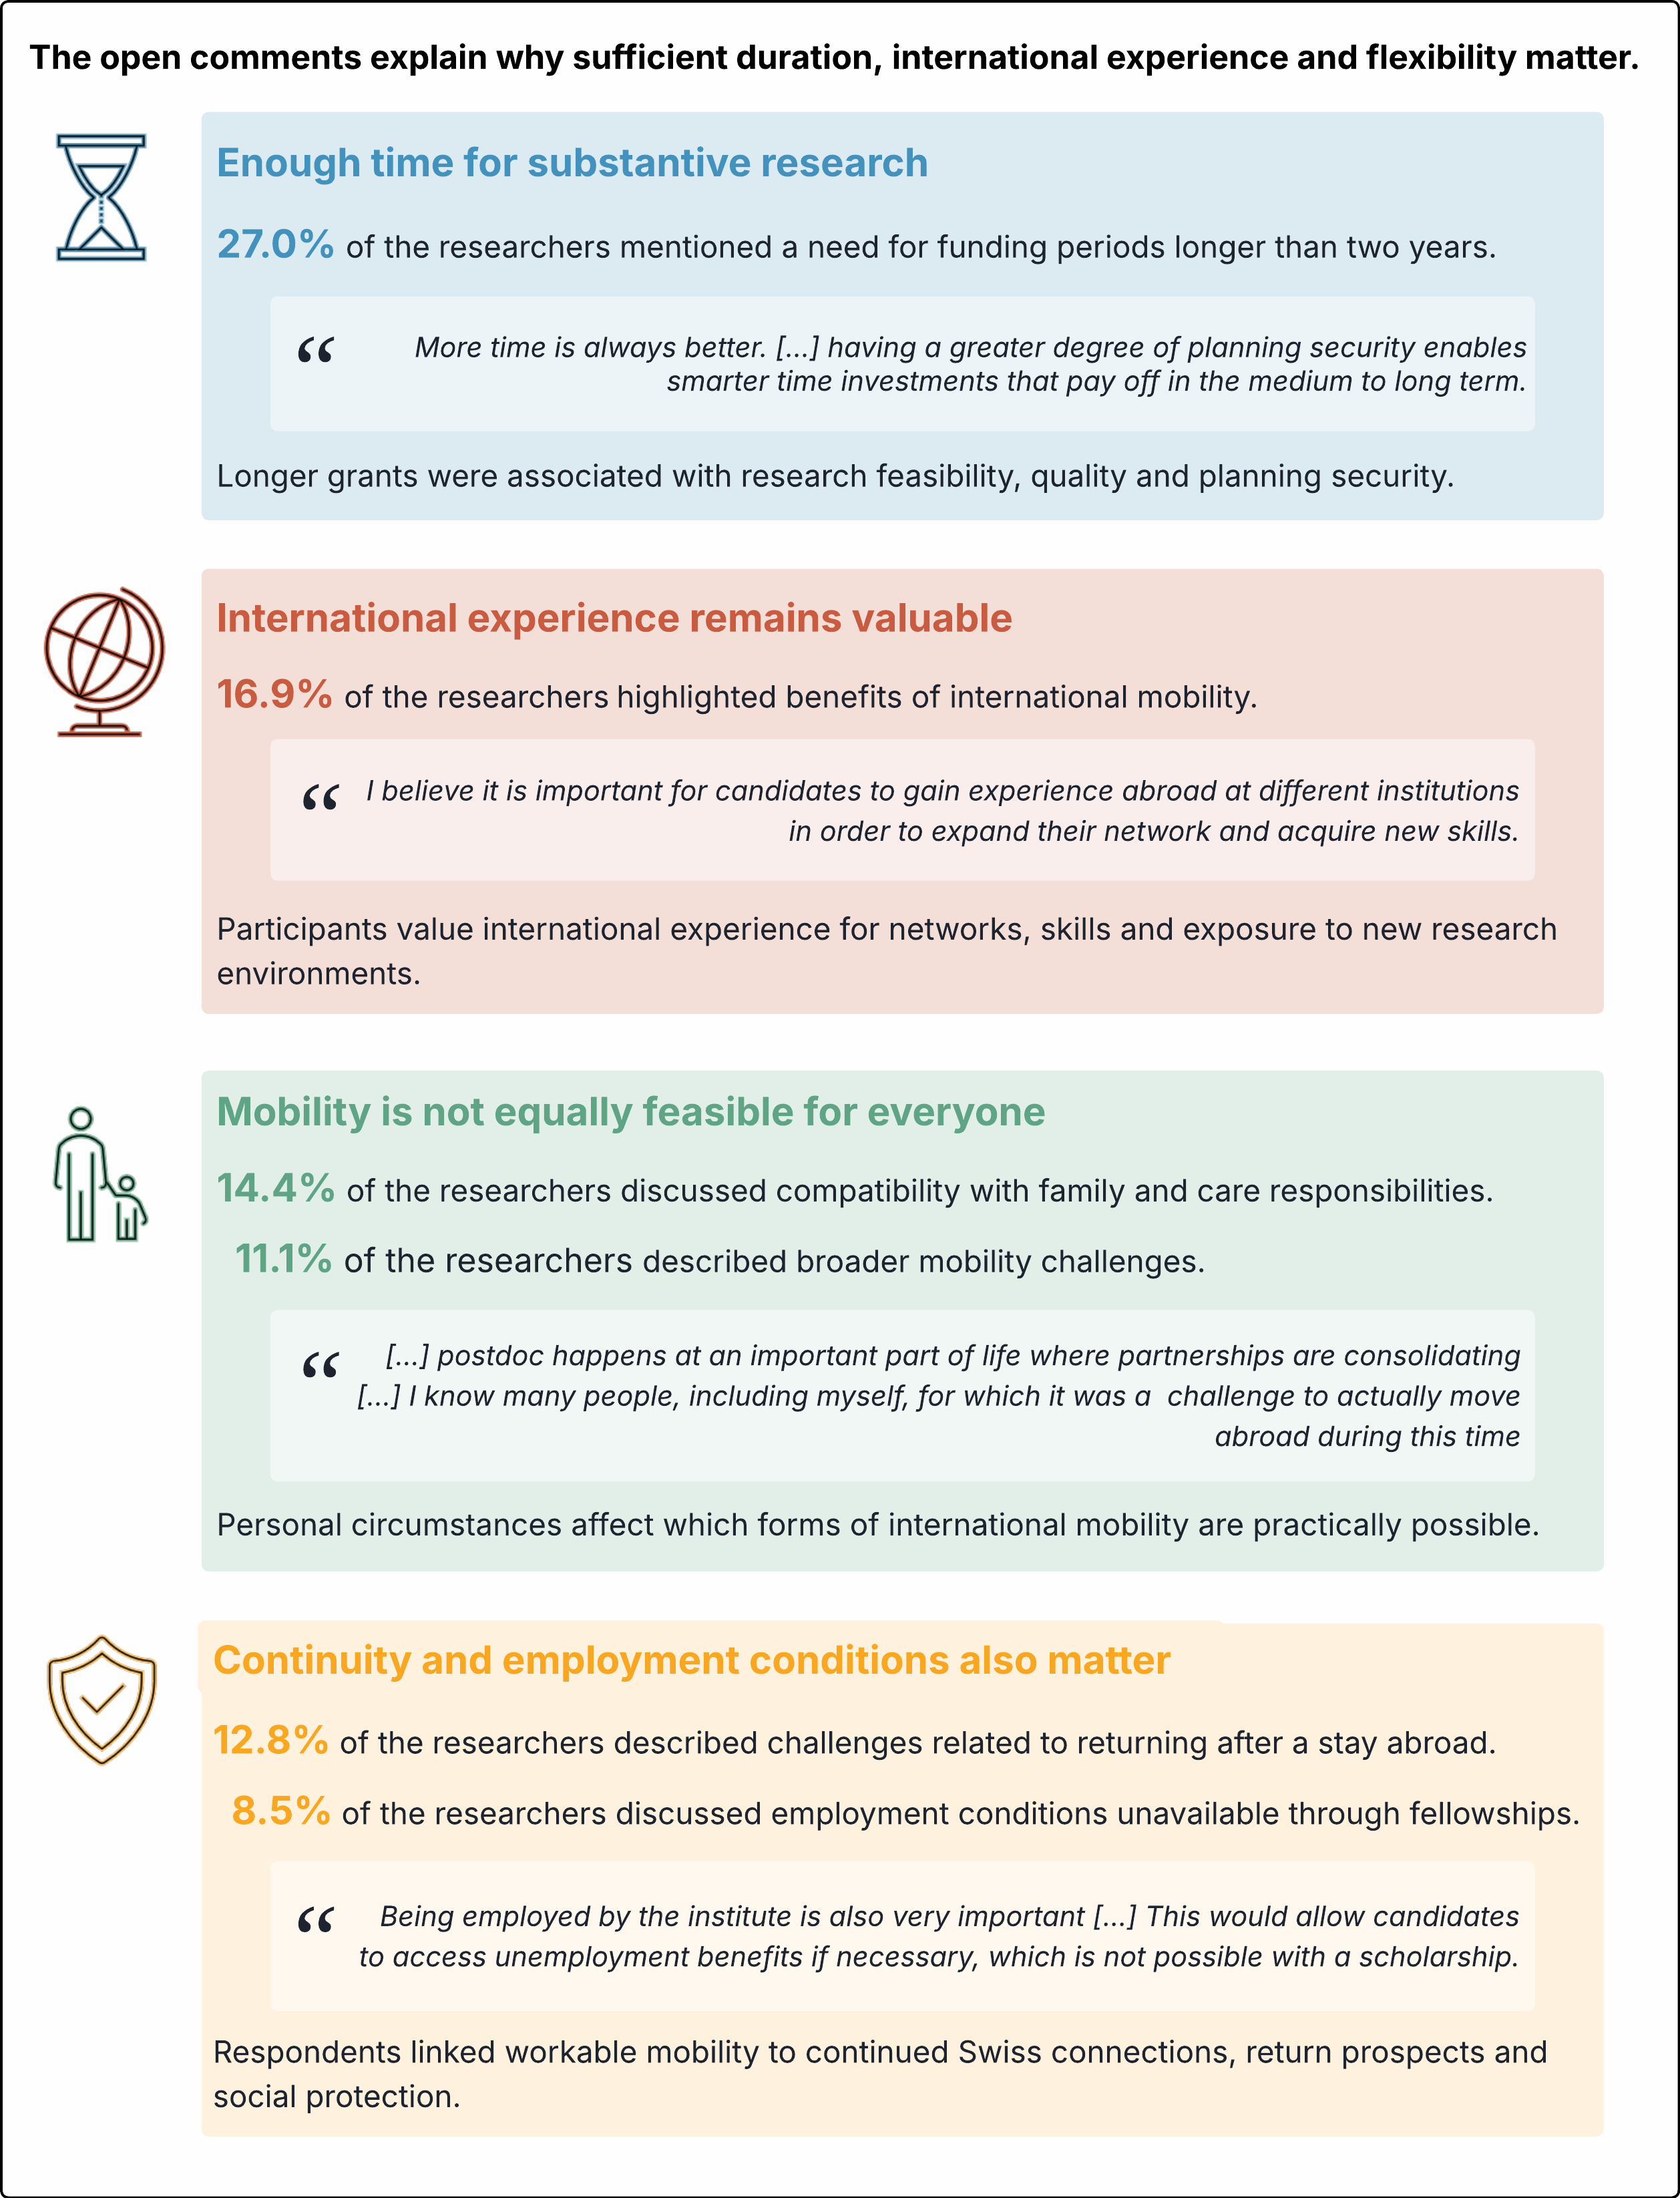 The open comments explain why sufficient duration, international experience and flexibility matter.
Enough time for substantive research
27.0% of the researchers mentioned a need for funding periods longer than two years.
“ More time is always better. [...] having a greater degree of planning security enables
smarter time investments that pay off in the medium to long term.
Longer grants were associated with research feasibility, quality and planning security.
International experience remains valuable
16.9% of the researchers highlighted benefits of international mobility.
“ I believe it is important for candidates to gain experience abroad at different institutions
in order to expand their network and acquire new skills.
Participants value international experience for networks, skills and exposure to new research
environments.
Mobility is not equally feasible for everyone
14.4% of the researchers discussed compatibility with family and care responsibilities.
11.1% of the researchers described broader mobility challenges.
“ [...] postdoc happens at an important part of life where partnerships are consolidating
[...] I know many people, including myself, for which it was a  challenge to actually move
abroad during this time
Personal circumstances affect which forms of international mobility are practically possible.
Continuity and employment conditions also matter
12.8% of the researchers described challenges related to returning after a stay abroad.
8.5% of the researchers discussed employment conditions unavailable through fellowships.
“ Being employed by the institute is also very important [...] This would allow candidates
to access unemployment benefits if necessary, which is not possible with a scholarship.
Respondents linked workable mobility to continued Swiss connections, return prospects and
social protection.